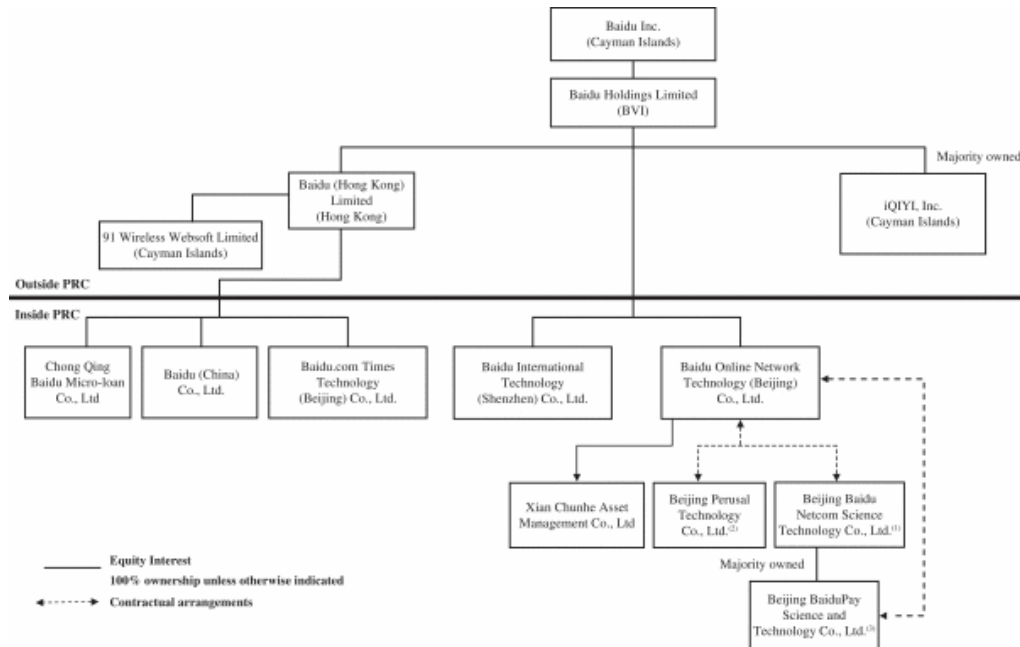 Baidu Inc.
(Cayman Islands)
Baidu Holdings Limited
(BVI)
Majority owned
Baidu (Hong Kong)
Limited
(Hong Kong)
iQIYI, Inc.
(Cayman Islands)
91 Wireless Websoft Limited
(Cayman Islands)
Outside PRC
Inside PRC
Chong Qing
Baidu Micro-loan
Co., Ltd
Baidu (China)
Co., Ltd.
Baidu.com Times
Technology
(Beijing) Co., Ltd.
Baidu International
Technology
(Shenzhen) Co., Ltd.
Baidu Online Network
Technology (Beijing)
Co., Ltd.
Xian Chunhe Asset
Management Co., Ltd
Beijing Perusal
Technology
Co., Ltd.(2)
Beijing Baidu
Netcom Science
Technology Co., Ltd.(1)
Majority owned
Beijing BaiduPay
Science and
Technology Co., Ltd.(3)
Equity Interest
100% ownership unless otherwise indicated
Contractual arrangements